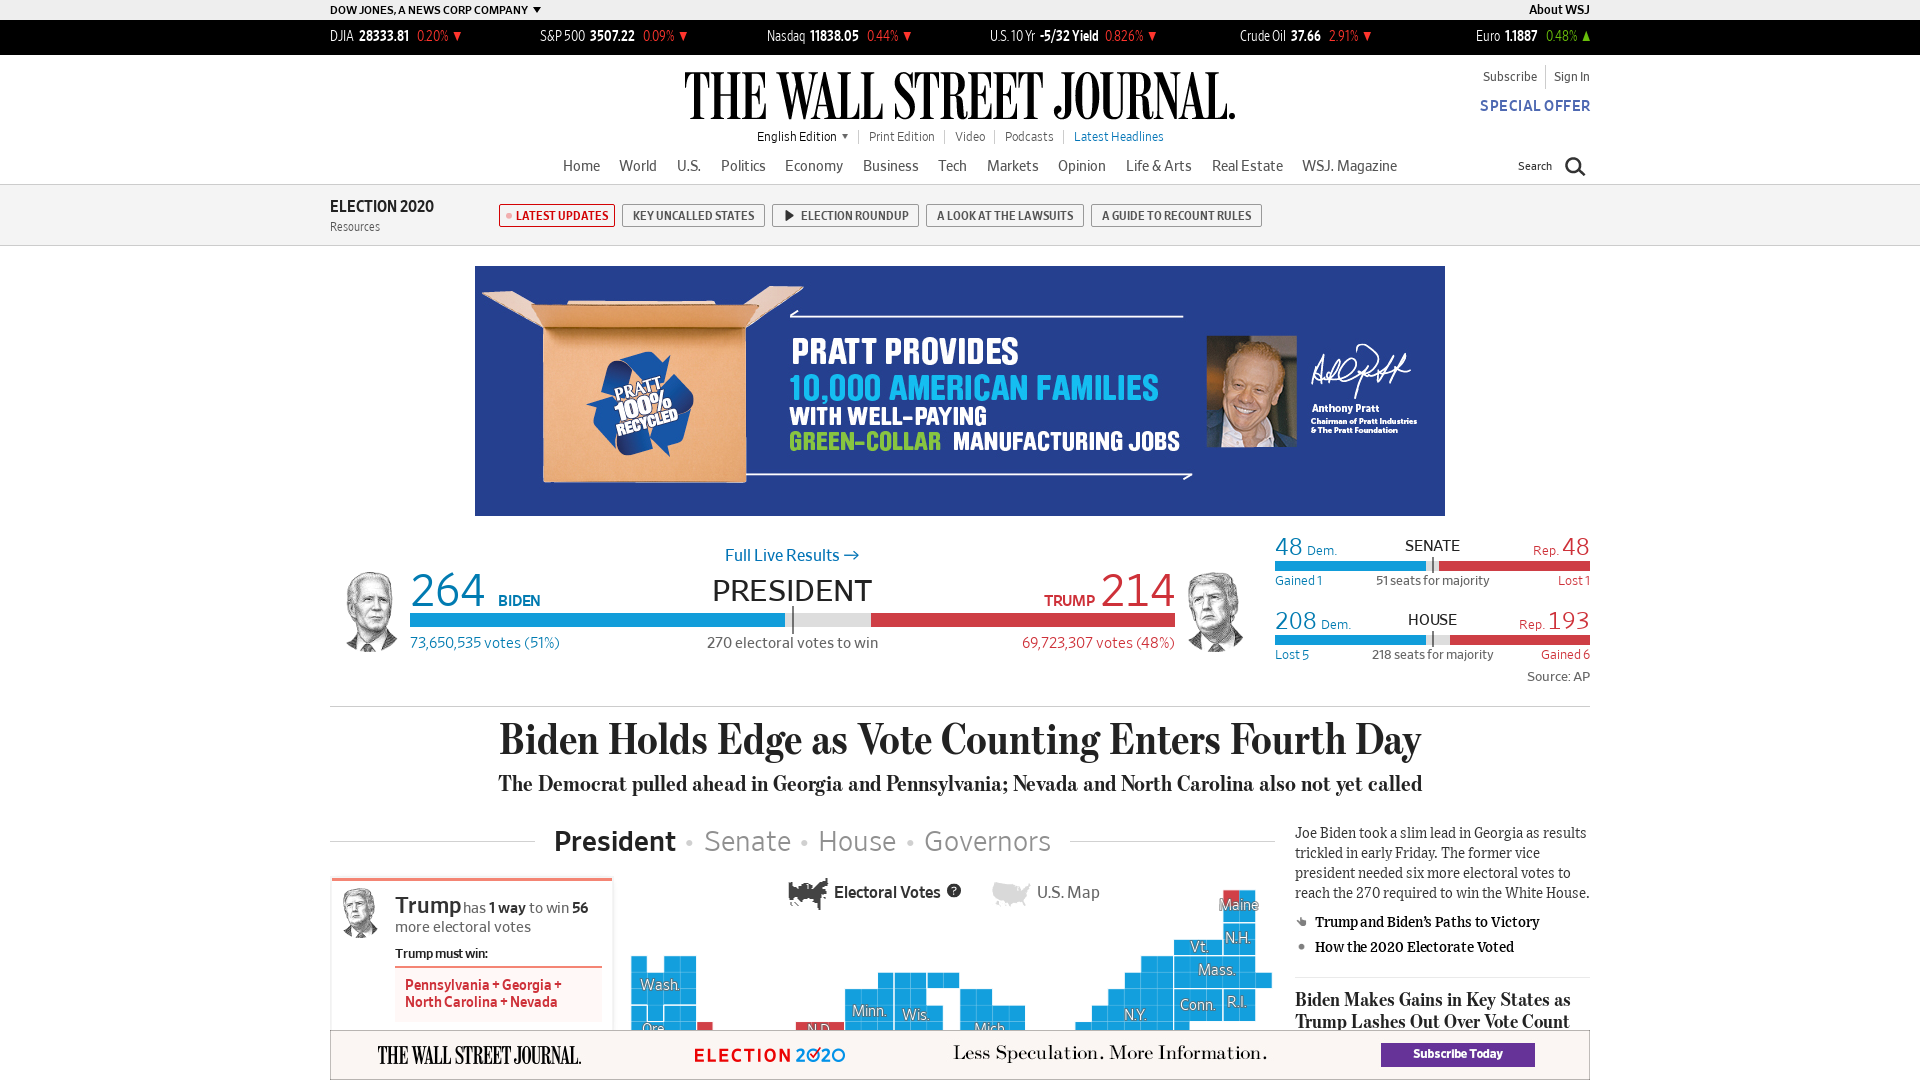 DOW JONES, A NEWS CORP COMPANY
About WSJ
DJIA 28333.81 0.20%
S&P 500 3507.22 0.09%
Nasdaq 11838.05 0.44%
U.S. 10 Yr -5/32 Yield 0.826%
Crude Oil 37.66 2.91%
Euro 1.1887 0.48%
THE WALL STREET JOURNAL.
Subscribe
Sign In
SPECIAL OFFER
English Edition
Print Edition
Video
Podcasts
Latest Headlines
Home
World
U.S.
Politics
Economy
Business
Tech
Markets
Opinion
Life & Arts
Real Estate
WSJ. Magazine
Search
ELECTION 2020
Resources
LATEST UPDATES
KEY UNCALLED STATES
ELECTION ROUNDUP
A LOOK AT THE LAWSUITS
A GUIDE TO RECOUNT RULES
PRATT
100%
RECYCLED
PRATT PROVIDES
10,000 AMERICAN FAMILIES
WITH WELL-PAYING
GREEN-COLLAR MANUFACTURING JOBS
Anthony Pratt
Chairman of Pratt Industries
& The Pratt Foundation
Full Live Results →
264 BIDEN
PRESIDENT
TRUMP 214
73,650,535 votes (51%)
270 electoral votes to win
69,723,307 votes (48%)
48 Dem.
SENATE
Rep. 48
Gained 1
51 seats for majority
Lost 1
208 Dem.
HOUSE
Rep. 193
Lost 5
218 seats for majority
Gained 6
Source: AP
Biden Holds Edge as Vote Counting Enters Fourth Day
The Democrat pulled ahead in Georgia and Pennsylvania; Nevada and North Carolina also not yet called
President • Senate • House • Governors
Trump has 1 way to win 56
more electoral votes
Trump must win:
Pennsylvania + Georgia +
North Carolina + Nevada
Electoral Votes ?
U.S. Map
Maine
N.H.
Vt.
Mass.
Wash.
Conn.
R.I.
Minn.
Wis.
N.Y.
Ore.
N.D.
Mich.
Joe Biden took a slim lead in Georgia as results
trickled in early Friday. The former vice
president needed six more electoral votes to
reach the 270 required to win the White House.
Trump and Biden’s Paths to Victory
How the 2020 Electorate Voted
Biden Makes Gains in Key States as
Trump Lashes Out Over Vote Count
THE WALL STREET JOURNAL.
ELECTION 2020
Less Speculation. More Information.
Subscribe Today